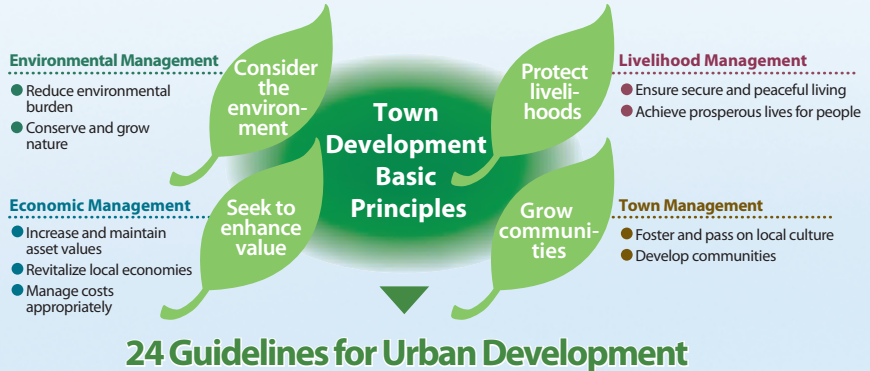 Environmental Management
Reduce environmental
burden
Conserve and grow
nature
Consider
the
environ-
ment
Economic Management
Increase and maintain
asset values
Revitalize local economies
Manage costs
appropriately
Seek to
enhance
value
Town
Development
Basic
Principles
Protect
liveli-
hoods
Livelihood Management
Ensure secure and peaceful living
Achieve prosperous lives for people
Grow
communi-
ties
Town Management
Foster and pass on local culture
Develop communities
24 Guidelines for Urban Development